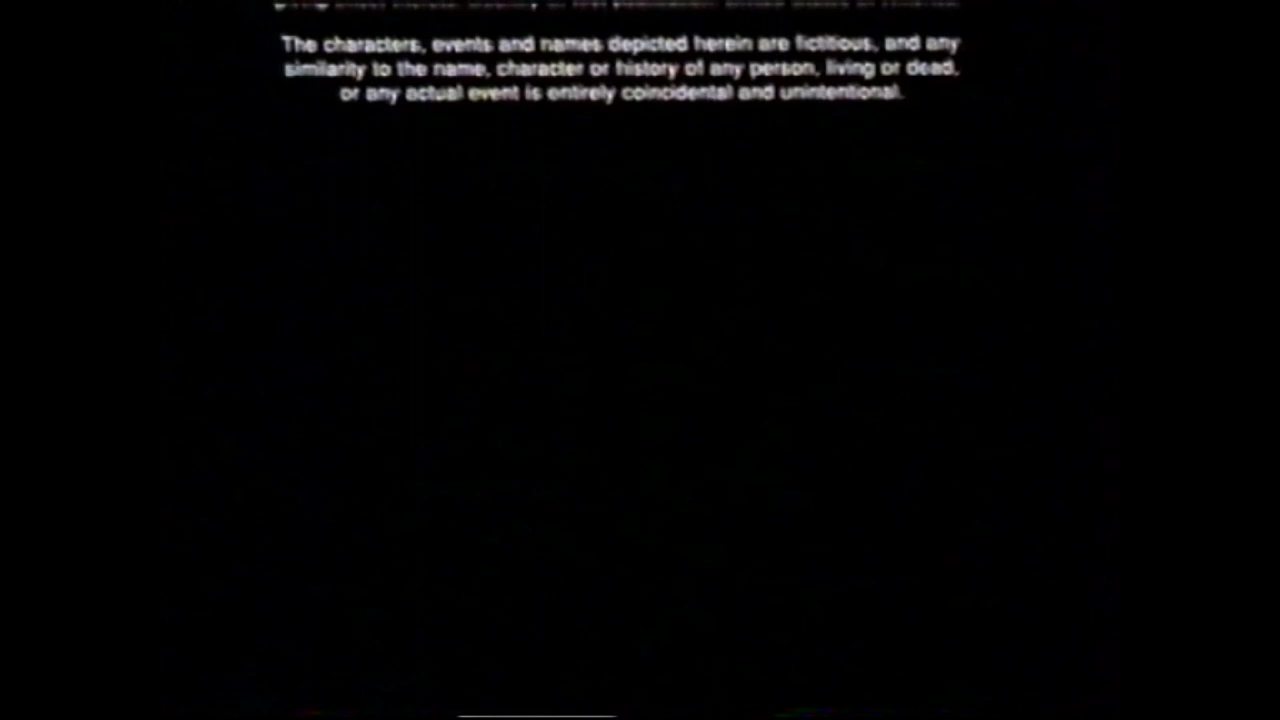 The characters, events and names depicted herein are fictitious, and any
similarity to the name, character or history of any person, living or dead,
or any actual event is entirely coincidental and unintentional.